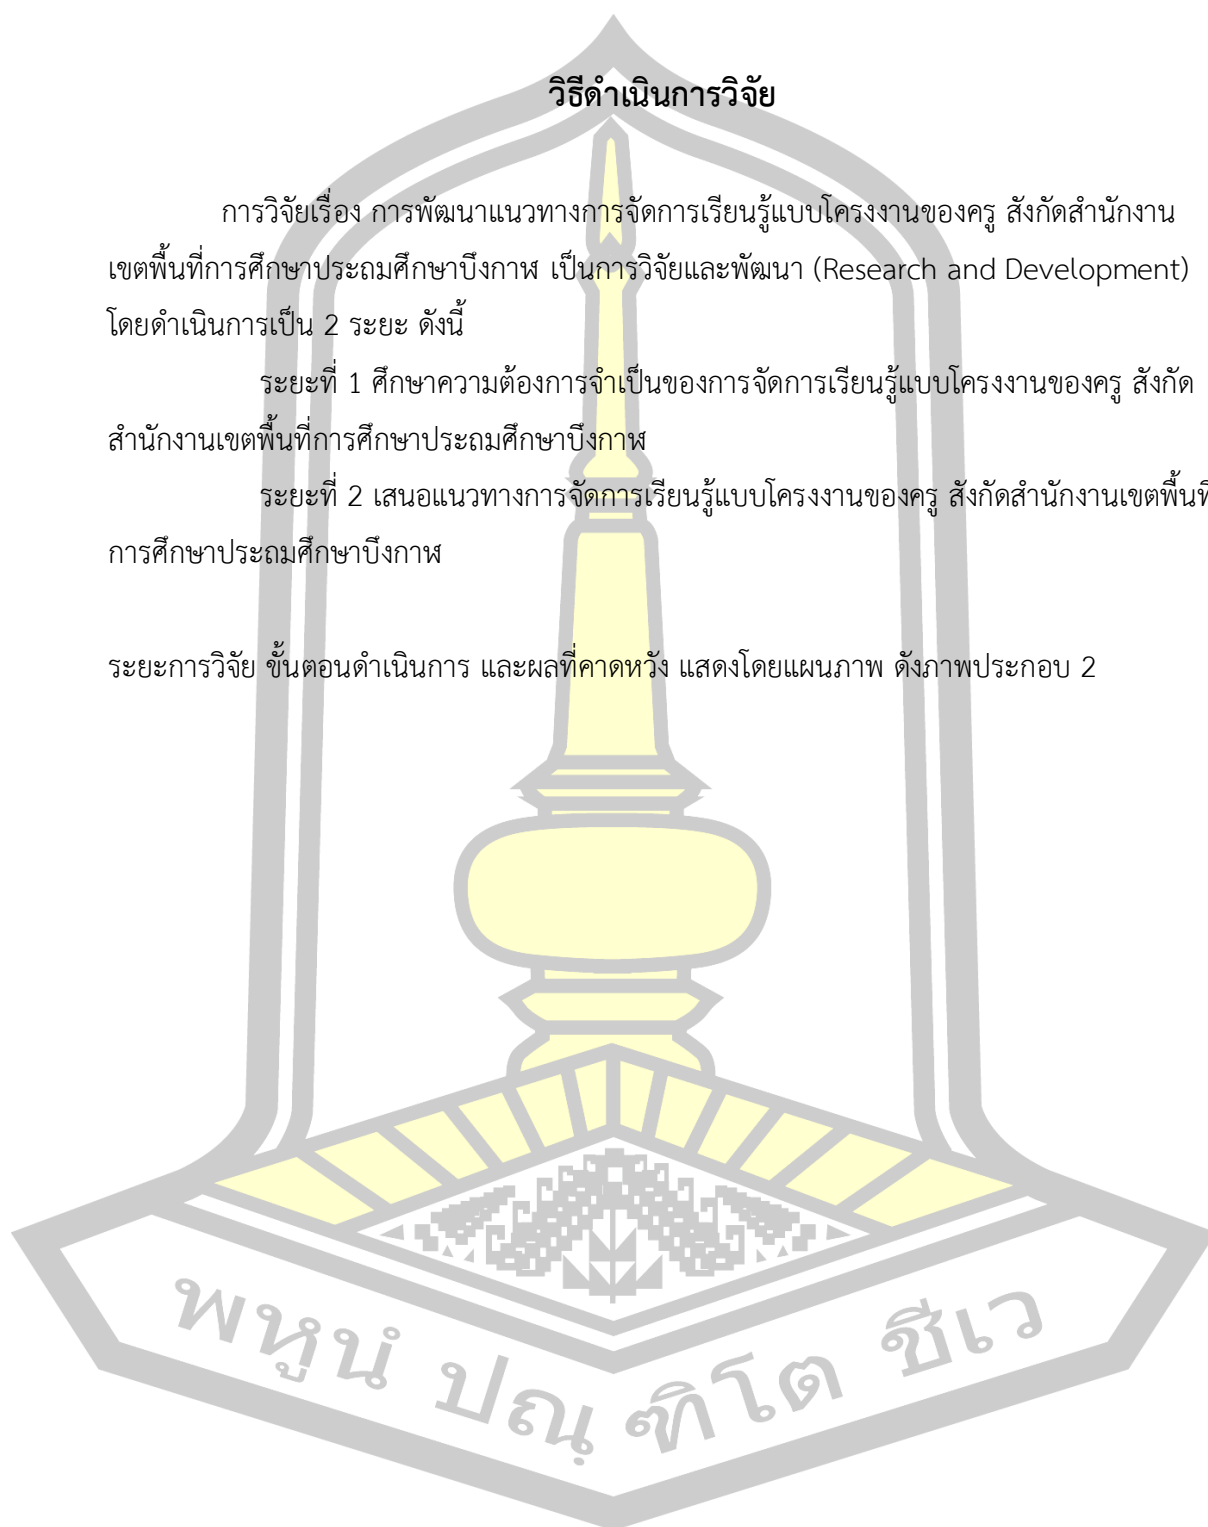 วิธีดำเนินการวิจัย
การวิจัยเรื่อง การพัฒนาแนวทางการจัดการเรียนรู้แบบโครงงานของครู สังกัดสำนักงาน
เขตพื้นที่การศึกษาประถมศึกษาบึงกาฬ เป็นการวิจัยและพัฒนา (Research and Development)
โดยดำเนินการเป็น 2 ระยะ ดังนี้
ระยะที่ 1 ศึกษาความต้องการจำเป็นของการจัดการเรียนรู้แบบโครงงานของครู สังกัด
สำนักงานเขตพื้นที่การศึกษาประถมศึกษาบึงกาฬ
ระยะที่ 2 เสนอแนวทางการจัดการเรียนรู้แบบโครงงานของครู สังกัดสำนักงานเขตพื้นที่
การศึกษาประถมศึกษาบึงกาฬ
ระยะการวิจัย ขั้นตอนดำเนินการ และผลที่คาดหวัง แสดงโดยแผนภาพ ดังภาพประกอบ 2
พหูนํ ปณฺฑิโต ชีเว